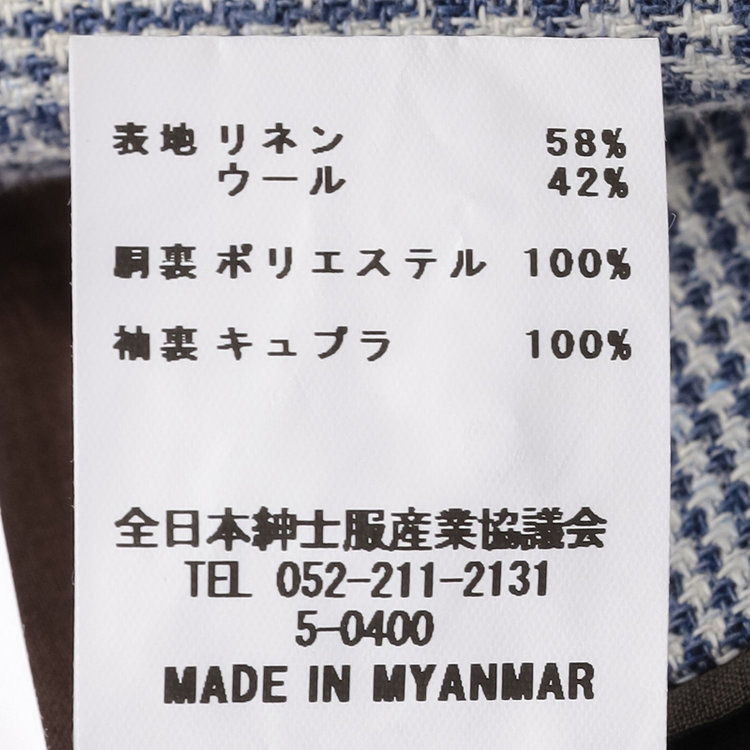 表地 リネン 58%
ウール 42%
胴裏 ポリエステル 100%
袖裏 キュプラ 100%
全日本紳士服産業協議会
TEL 052-211-2131
5-0400
MADE IN MYANMAR